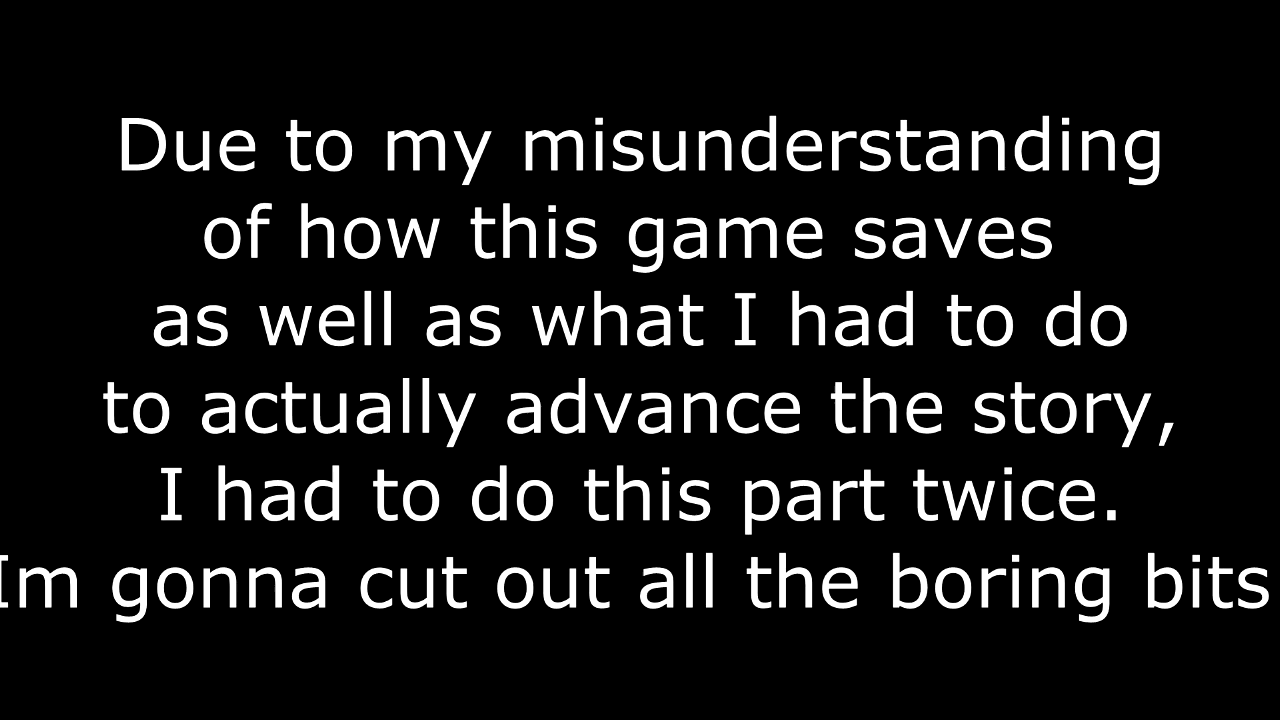 Due to my misunderstanding
of how this game saves
as well as what I had to do
to actually advance the story,
I had to do this part twice.
Im gonna cut out all the boring bits